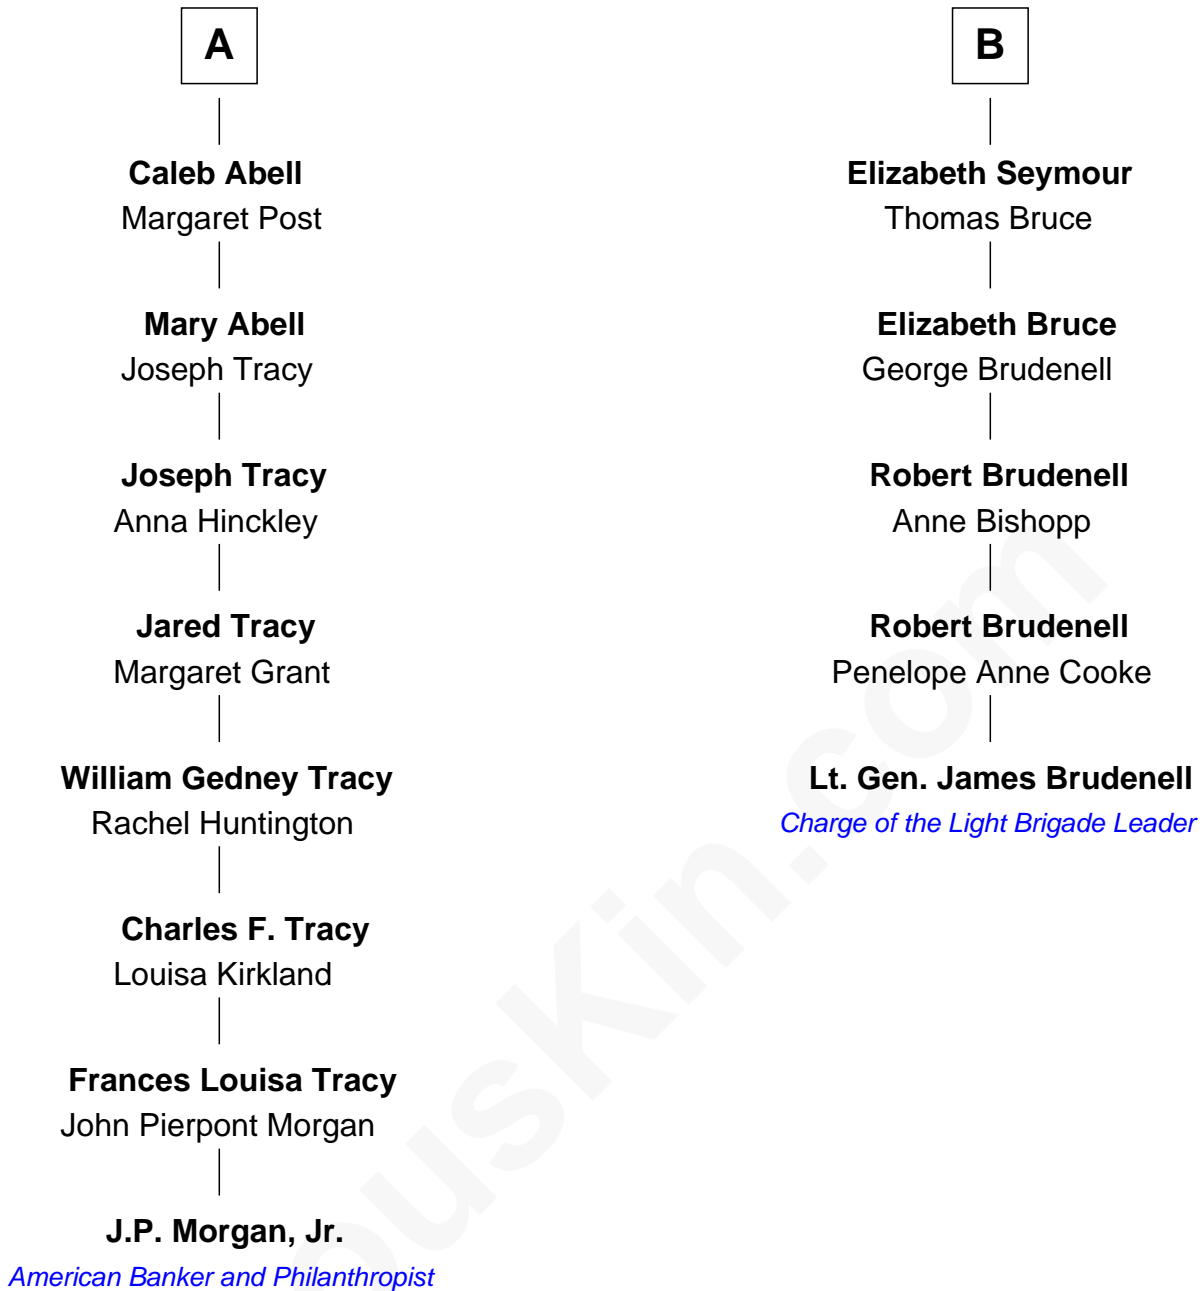 A
Caleb Abell
Margaret Post
Mary Abell
Joseph Tracy
Joseph Tracy
Anna Hinckley
Jared Tracy
Margaret Grant
William Gedney Tracy
Rachel Huntington
Charles F. Tracy
Louisa Kirkland
Frances Louisa Tracy
John Pierpont Morgan
J.P. Morgan, Jr.
American Banker and Philanthropist
B
Elizabeth Seymour
Thomas Bruce
Elizabeth Bruce
George Brudenell
Robert Brudenell
Anne Bishopp
Robert Brudenell
Penelope Anne Cooke
Lt. Gen. James Brudenell
Charge of the Light Brigade Leader
ousKin.com